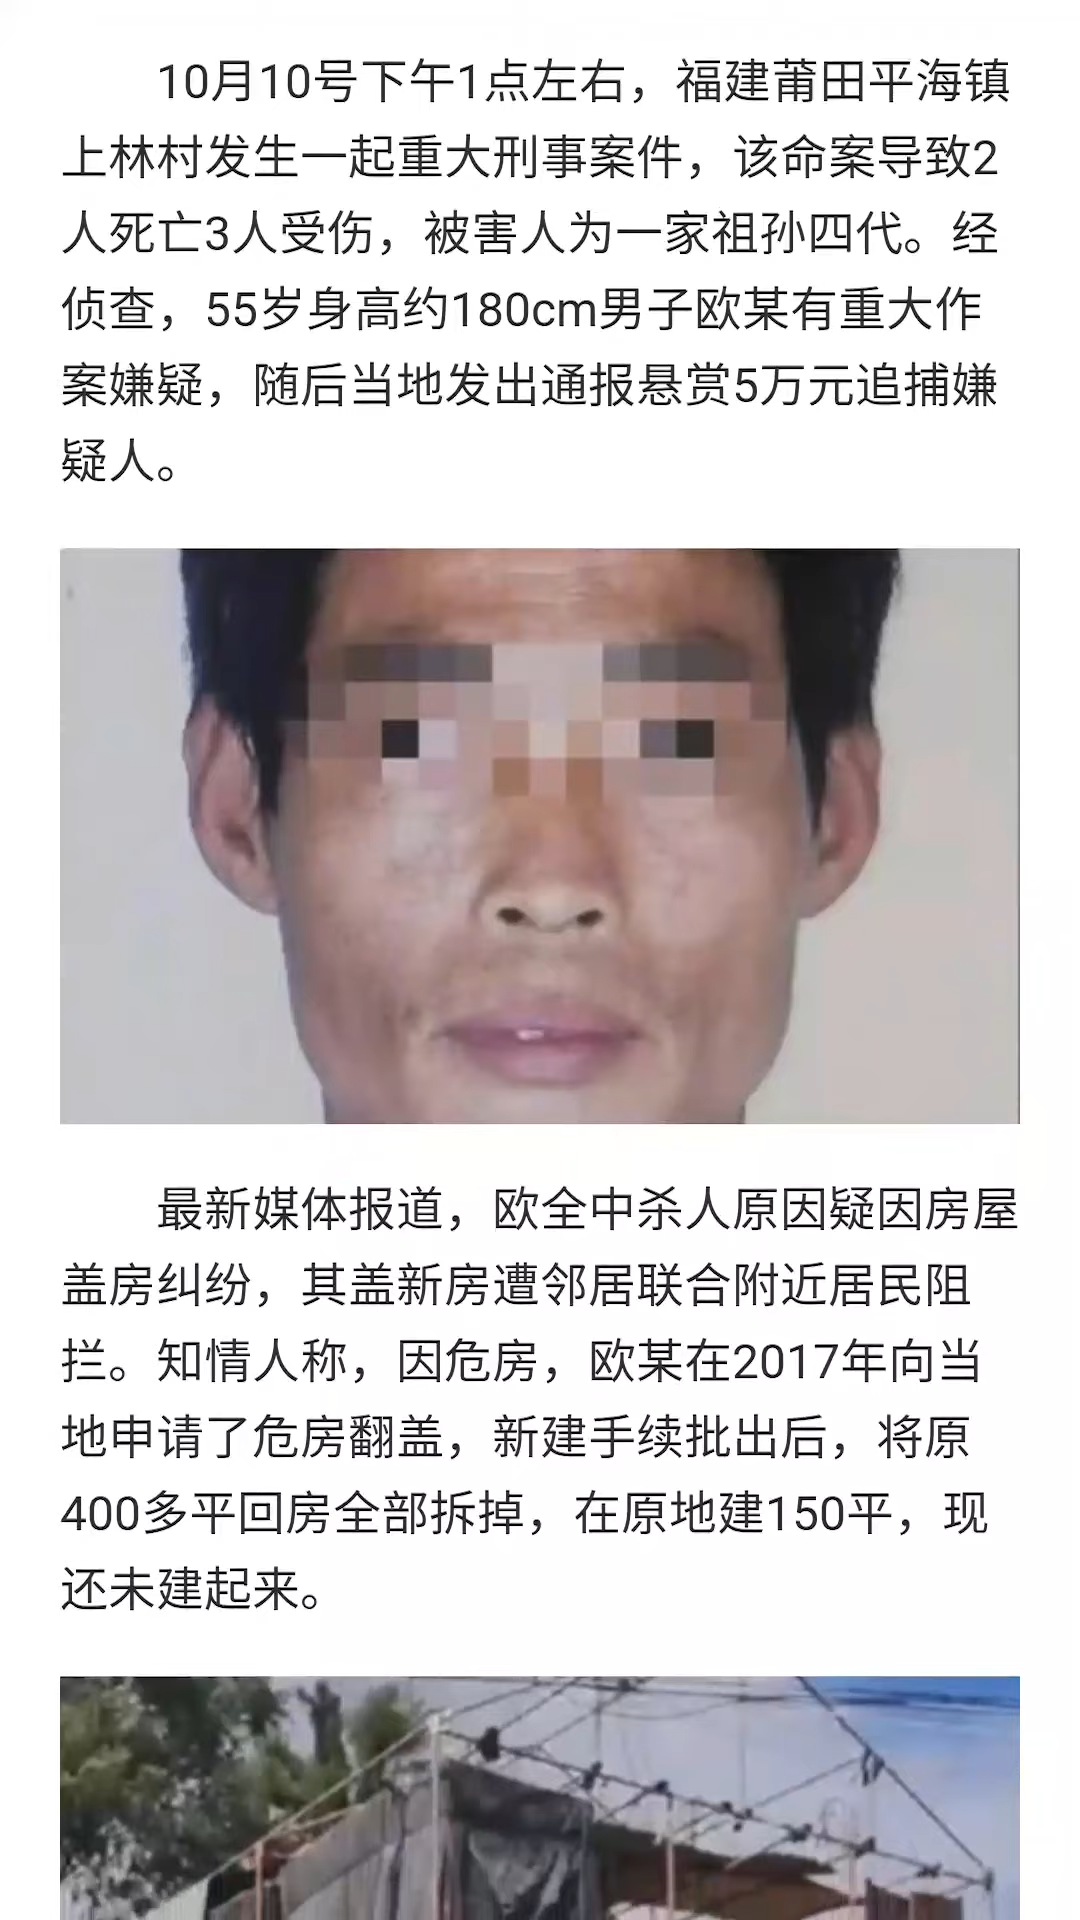 10月10号下午1点左右，福建莆田平海镇
上林村发生一起重大刑事案件，该命案导致2
人死亡3人受伤，被害人为一家祖孙四代。经
侦查，55岁身高约180cm男子欧某有重大作
案嫌疑，随后当地发出通报悬赏5万元追捕嫌
疑人。
最新媒体报道，欧全中杀人原因疑因房屋
盖房纠纷，其盖新房遭邻居联合附近居民阻
拦。知情人称，因危房，欧某在2017年向当
地申请了危房翻盖，新建手续批出后，将原
400多平回房全部拆掉，在原地建150平，现
还未建起来。